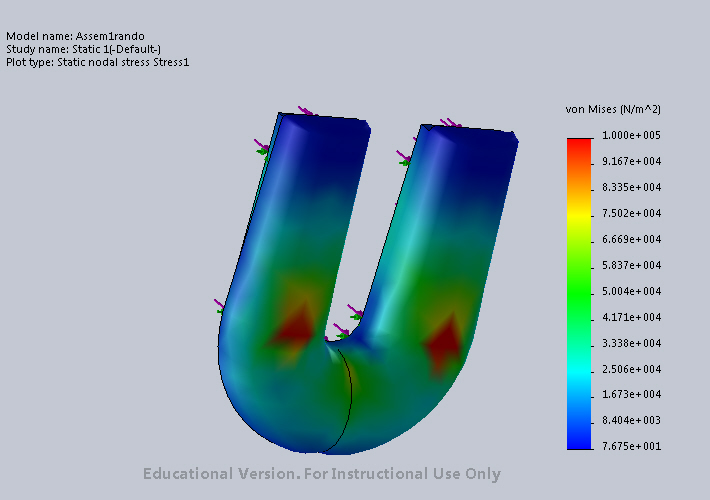 Model name: Assem1rando
Study name: Static 1(-Default-)
Plot type: Static nodal stress Stress1
von Mises (N/m^2)
1.000e+005
9.167e+004
8.335e+004
7.502e+004
6.669e+004
5.837e+004
5.004e+004
4.171e+004
3.338e+004
2.506e+004
1.673e+004
8.404e+003
7.675e+001
Educational Version. For Instructional Use Only